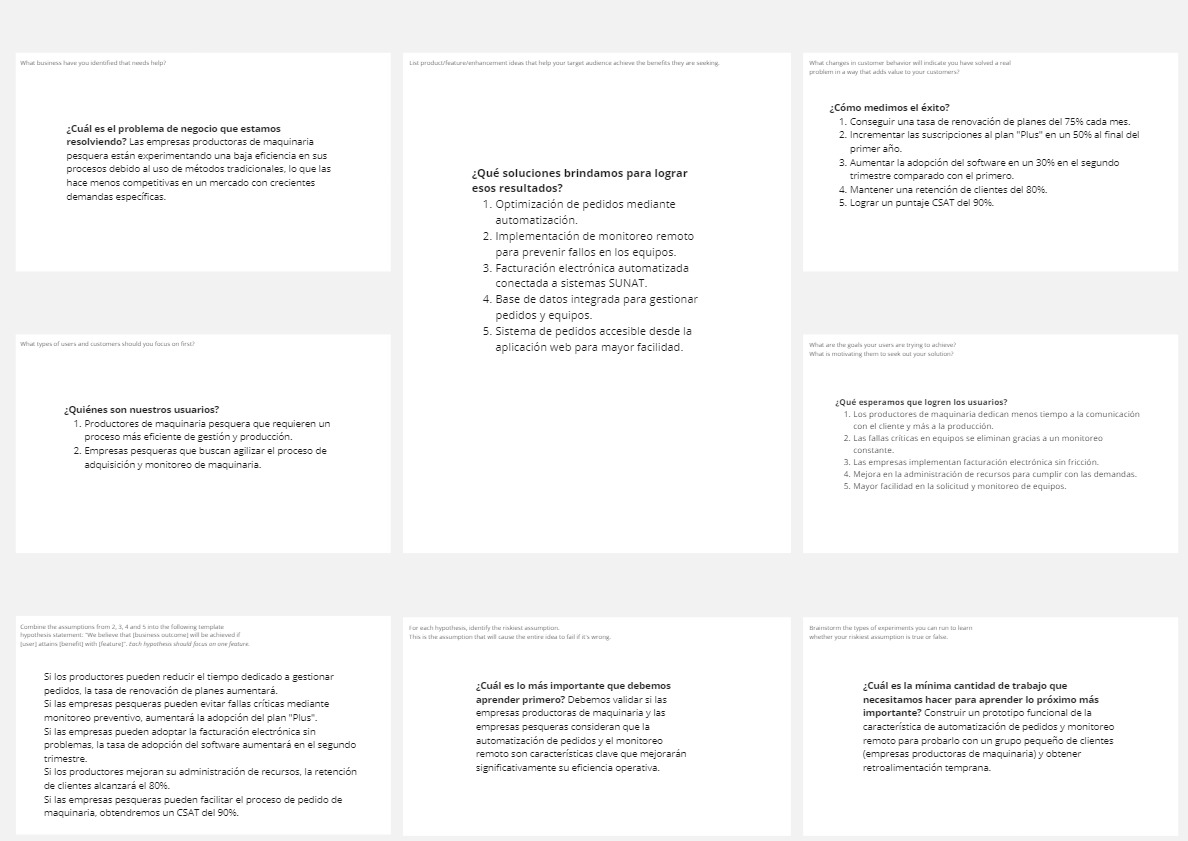 What business have you identified that needs help?
¿Cuál es el problema de negocio que estamos
resolviendo? Las empresas productoras de maquinaria
pesquera están experimentando una baja eficiencia en sus
procesos debido al uso de métodos tradicionales, lo que las
hace menos competitivas en un mercado con crecientes
demandas específicas.
List product/feature/enhancement ideas that help your target audience achieve the benefits they are seeking.
¿Qué soluciones brindamos para lograr
esos resultados?
1. Optimización de pedidos mediante
automatización.
2. Implementación de monitoreo remoto
para prevenir fallos en los equipos.
3. Facturación electrónica automatizada
conectada a sistemas SUNAT.
4. Base de datos integrada para gestionar
pedidos y equipos.
5. Sistema de pedidos accesible desde la
aplicación web para mayor facilidad.
What changes in customer behavior will indicate you have solved a real
problem in a way that adds value to your customers?
¿Cómo medimos el éxito?
1. Conseguir una tasa de renovación de planes del 75% cada mes.
2. Incrementar las suscripciones al plan "Plus" en un 50% al final del
primer año.
3. Aumentar la adopción del software en un 30% en el segundo
trimestre comparado con el primero.
4. Mantener una retención de clientes del 80%.
5. Lograr un puntaje CSAT del 90%.
What types of users and customers should you focus on first?
¿Quiénes son nuestros usuarios?
1. Productores de maquinaria pesquera que requieren un
proceso más eficiente de gestión y producción.
2. Empresas pesqueras que buscan agilizar el proceso de
adquisición y monitoreo de maquinaria.
What are the goals your users are trying to achieve?
What is motivating them to seek out your solution?
¿Qué esperamos que logren los usuarios?
1. Los productores de maquinaria dedican menos tiempo a la comunicación
con el cliente y más a la producción.
2. Las fallas críticas en equipos se eliminan gracias a un monitoreo
constante.
3. Las empresas implementan facturación electrónica sin fricción.
4. Mejora en la administración de recursos para cumplir con las demandas.
5. Mayor facilidad en la solicitud y monitoreo de equipos.
Combine the assumptions from 2, 3, 4 and 5 into the following template
hypothesis statement: "We believe that [business outcome] will be achieved if
[user] attains [benefit] with [feature]". Each hypothesis should focus on one feature.
Si los productores pueden reducir el tiempo dedicado a gestionar
pedidos, la tasa de renovación de planes aumentará.
Si las empresas pesqueras pueden evitar fallas críticas mediante
monitoreo preventivo, aumentará la adopción del plan "Plus".
Si las empresas pueden adoptar la facturación electrónica sin
problemas, la tasa de adopción del software aumentará en el segundo
trimestre.
Si los productores mejoran su administración de recursos, la retención
de clientes alcanzará el 80%.
Si las empresas pesqueras pueden facilitar el proceso de pedido de
maquinaria, obtendremos un CSAT del 90%.
For each hypothesis, identify the riskiest assumption.
This is the assumption that will cause the entire idea to fail if it's wrong.
¿Cuál es lo más importante que debemos
aprender primero? Debemos validar si las
empresas productoras de maquinaria y las
empresas pesqueras consideran que la
automatización de pedidos y el monitoreo
remoto son características clave que mejorarán
significativamente su eficiencia operativa.
Brainstorm the types of experiments you can run to learn
whether your riskiest assumption is true or false.
¿Cuál es la mínima cantidad de trabajo que
necesitamos hacer para aprender lo próximo más
importante? Construir un prototipo funcional de la
característica de automatización de pedidos y monitoreo
remoto para probarlo con un grupo pequeño de clientes
(empresas productoras de maquinaria) y obtener
retroalimentación temprana.